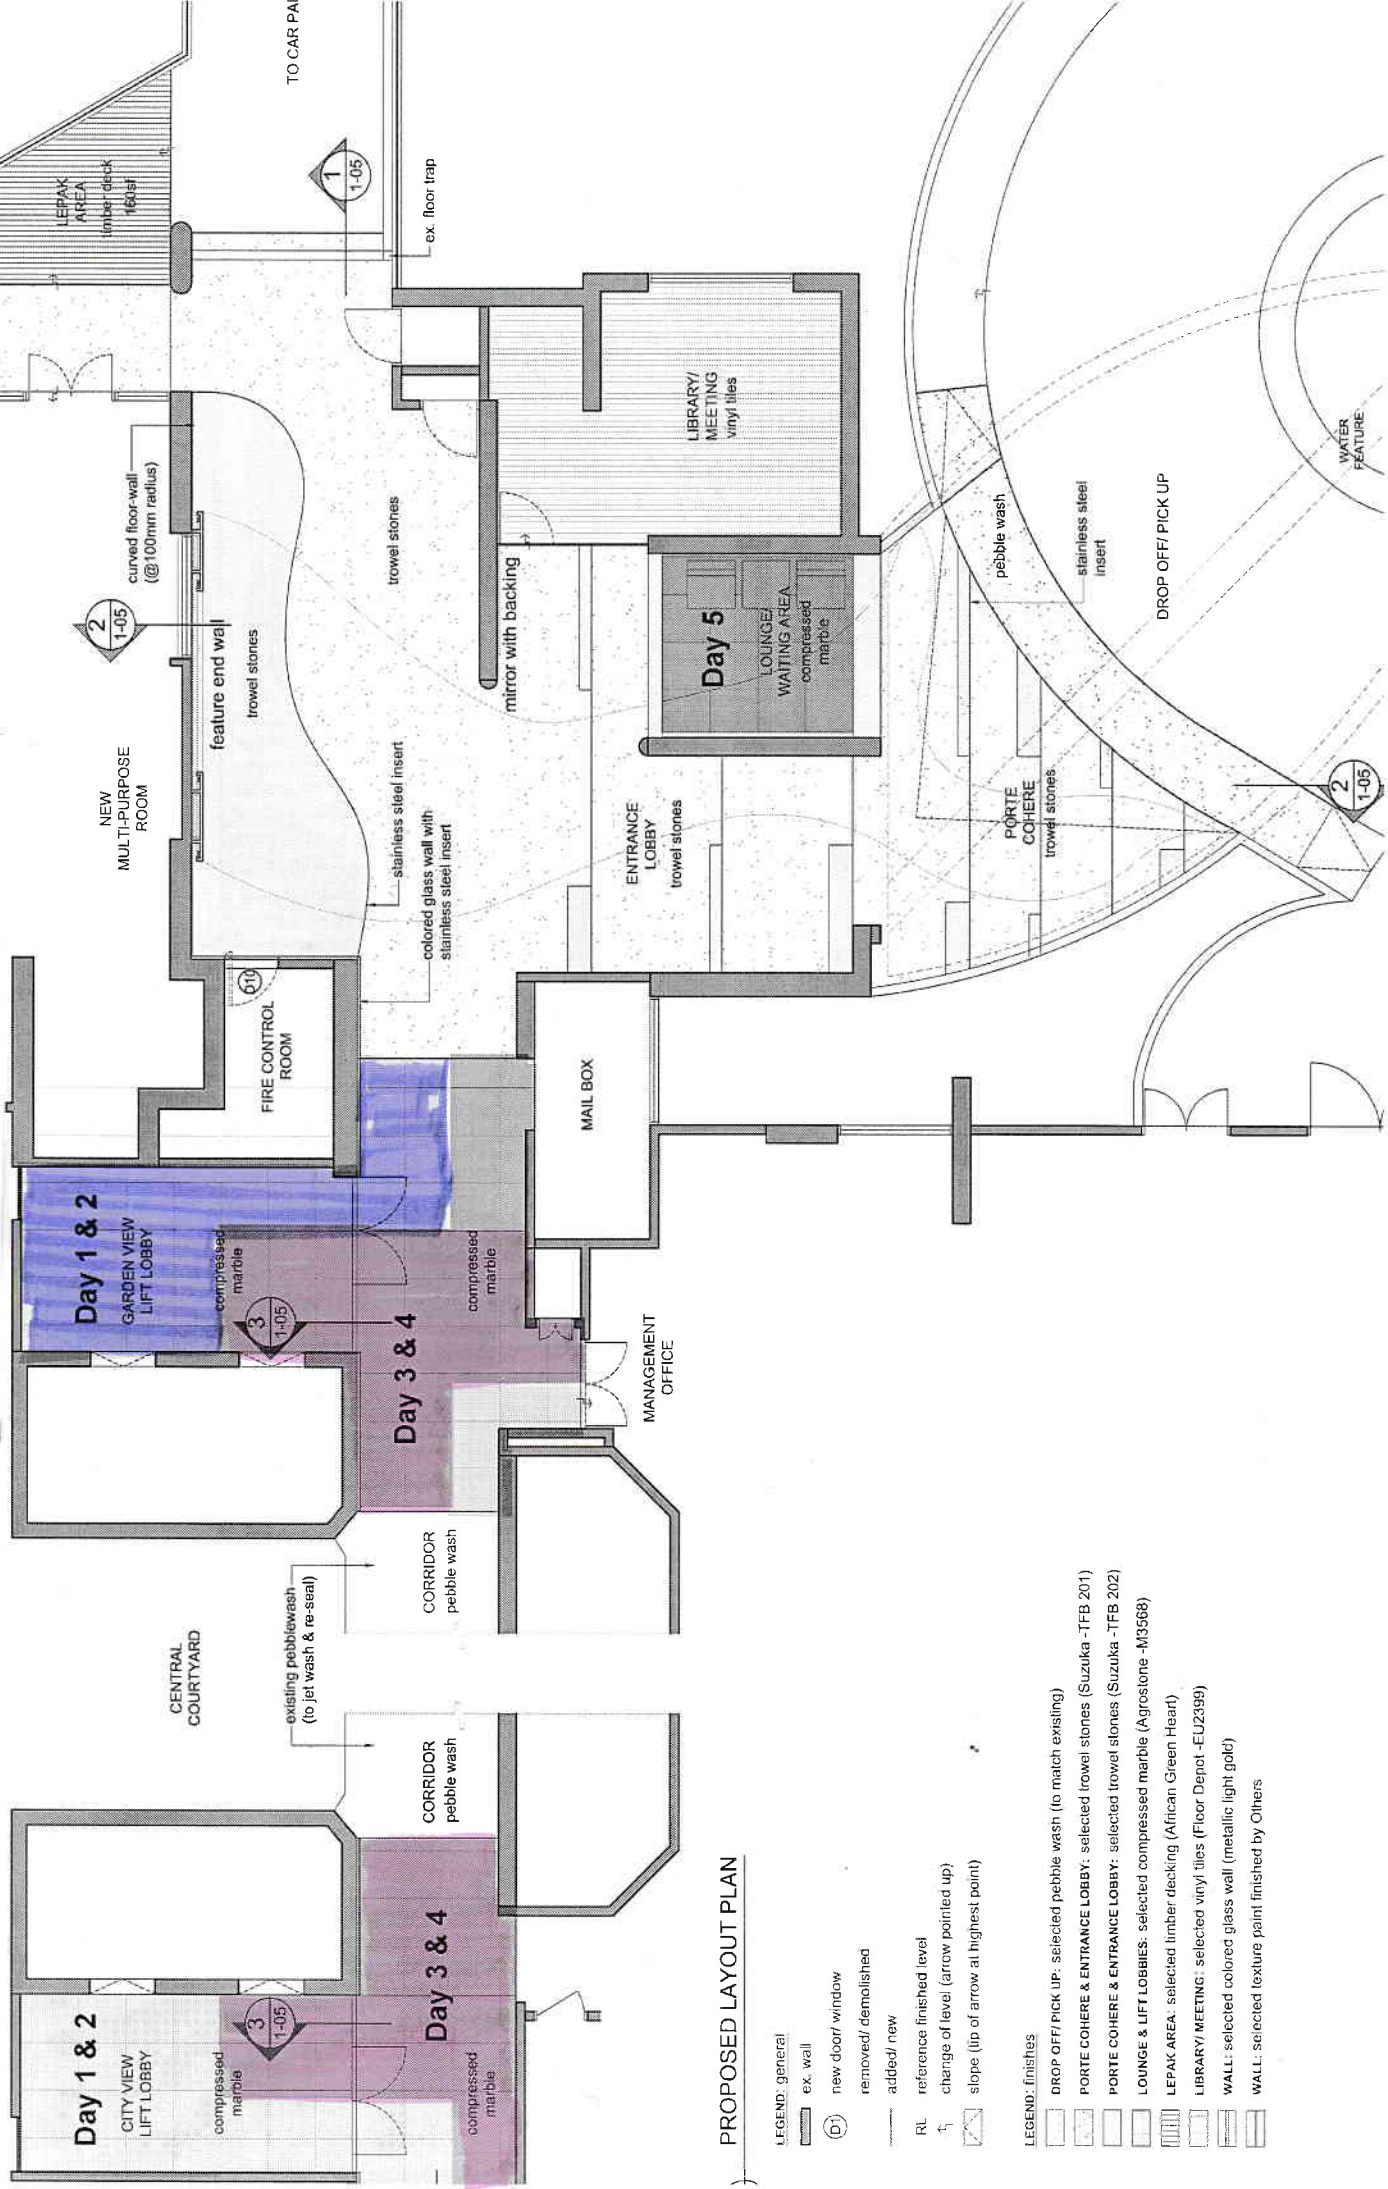 LEPAK
AREA
timber deck
160sf
TO CAR PA
1
1-05
ex. floor trap
curved floor-wall
(@100mm radius)
2
1-05
feature end wall
trowel stones
trowel stones
NEW
MULTI-PURPOSE
ROOM
LIBRARY/
MEETING
vinyl tiles
mirror with backing
Day 5
LOUNGE/
WAITING AREA
compressed
marble
pebble wash
stainless steel
insert
DROP OFF/ PICK UP
WATER
FEATURE
stainless steel insert
colored glass wall with
stainless steel insert
ENTRANCE
LOBBY
trowel stones
PORTE
COHERE
trowel stones
2
1-05
D10
FIRE CONTROL
ROOM
MAIL BOX
Day 1 & 2
GARDEN VIEW
LIFT LOBBY
compressed
marble
3
1-05
compressed
marble
Day 3 & 4
MANAGEMENT
OFFICE
CENTRAL
COURTYARD
existing pebblewash
(to jet wash & re-seal)
CORRIDOR
pebble wash
CORRIDOR
pebble wash
Day 1 & 2
CITY VIEW
LIFT LOBBY
compressed
marble
3
1-05
Day 3 & 4
compressed
marble
PROPOSED LAYOUT PLAN
LEGEND: general
ex. wall
D1 new door/ window
removed/ demolished
added/ new
RL reference finished level
change of level (arrow pointed up)
slope (tip of arrow at highest point)
LEGEND: finishes
DROP OFF/ PICK UP: selected pebble wash (to match existing)
PORTE COHERE & ENTRANCE LOBBY: selected trowel stones (Suzuka -TFB 201)
PORTE COHERE & ENTRANCE LOBBY: selected trowel stones (Suzuka -TFB 202)
LOUNGE & LIFT LOBBIES: selected compressed marble (Agrostone -M3568)
LEPAK AREA: selected timber decking (African Green Heart)
LIBRARY/ MEETING: selected vinyl tiles (Floor Depot -EU2399)
WALL: selected colored glass wall (metallic light gold)
WALL: selected texture paint finished by Others